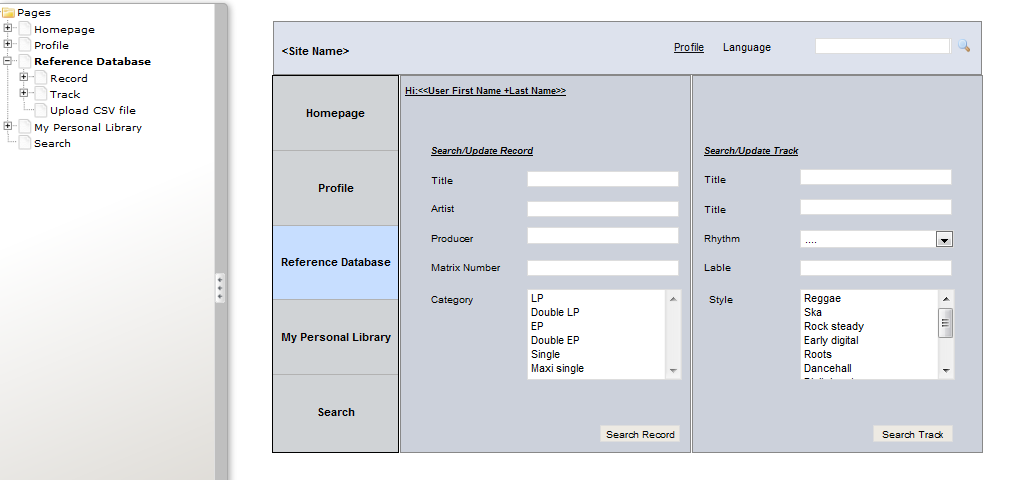 Pages
Homepage
Profile
Reference Database
Record
Track
Upload CSV file
My Personal Library
Search
<Site Name>
Profile Language
Homepage
Profile
Reference Database
My Personal Library
Search
Hi:<<User First Name +Last Name>>
Search/Update Record
Title
Artist
Producer
Matrix Number
Category
LP
Double LP
EP
Double EP
Single
Maxi single
Search Record
Search/Update Track
Title
Title
Rhythm ....
Lable
Style
Reggae
Ska
Rock steady
Early digital
Roots
Dancehall
Search Track